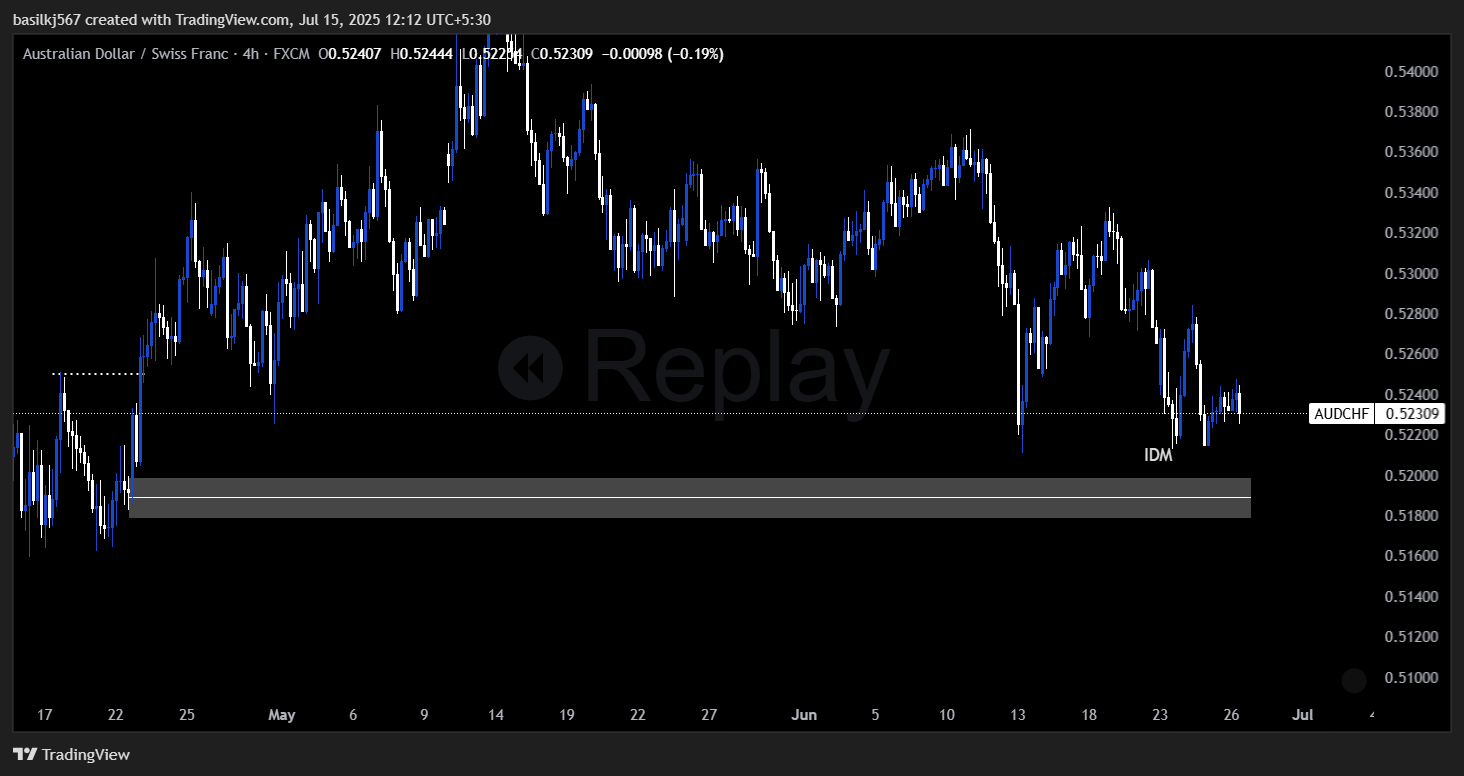 basilkj567 created with TradingView.com, Jul 15, 2025 12:12 UTC+5:30
Australian Dollar / Swiss Franc · 4h · FXCM O0.52407 H0.52444 C0.52309 −0.00098 (−0.19%)
0.54000
0.53800
0.53600
0.53400
0.53200
0.53000
0.52800
Replay
0.52600
0.52400
AUDCHF 0.52309
0.52200
IDM
0.52000
0.51800
0.51600
0.51400
0.51200
0.51000
17 22 25 May 6 9 14 19 22 27 Jun 5 10 13 18 23 26 Jul
TradingView